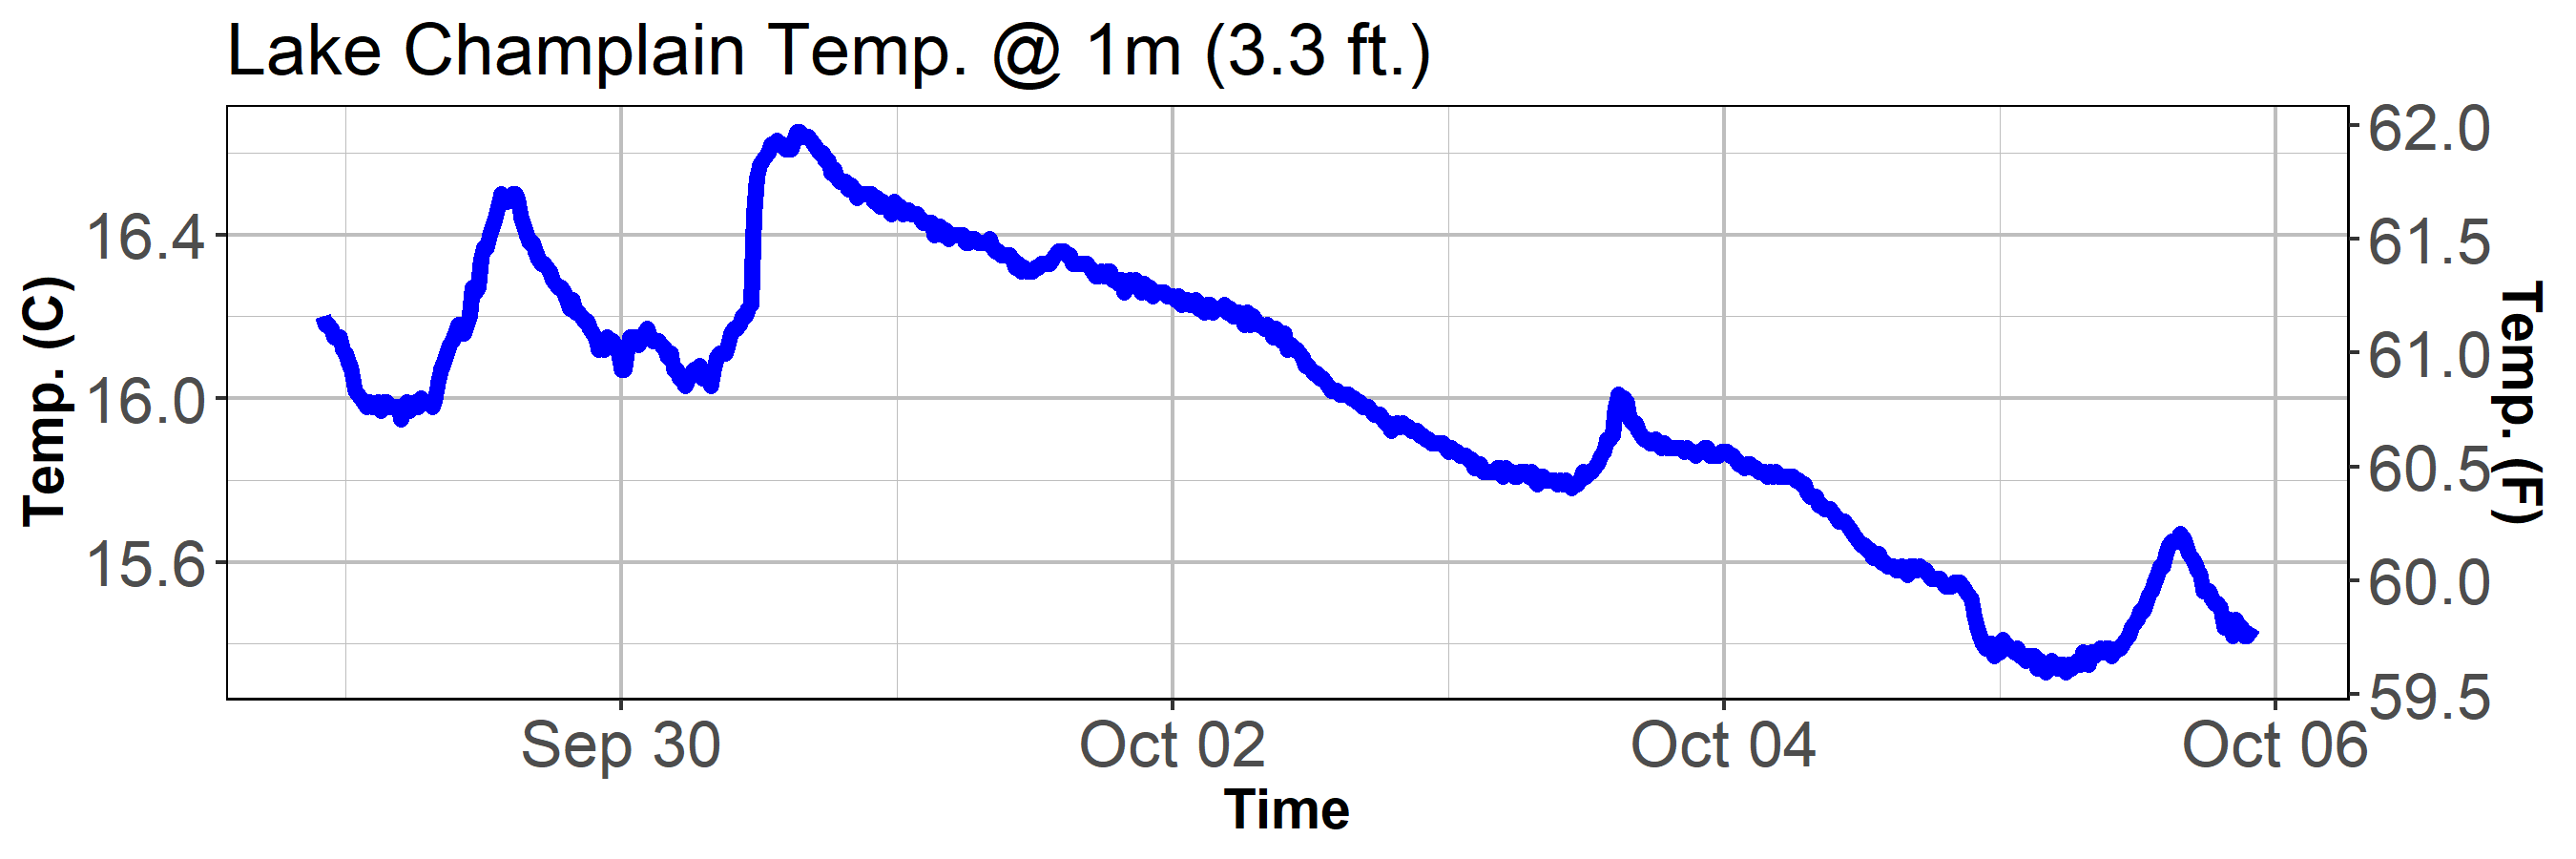 Lake Champlain Temp. @ 1m (3.3 ft.)
Temp. (C)
16.4
16.0
15.6
62.0
61.5
61.0
60.5
60.0
59.5
Temp. (F)
Sep 30
Oct 02
Oct 04
Oct 06
Time